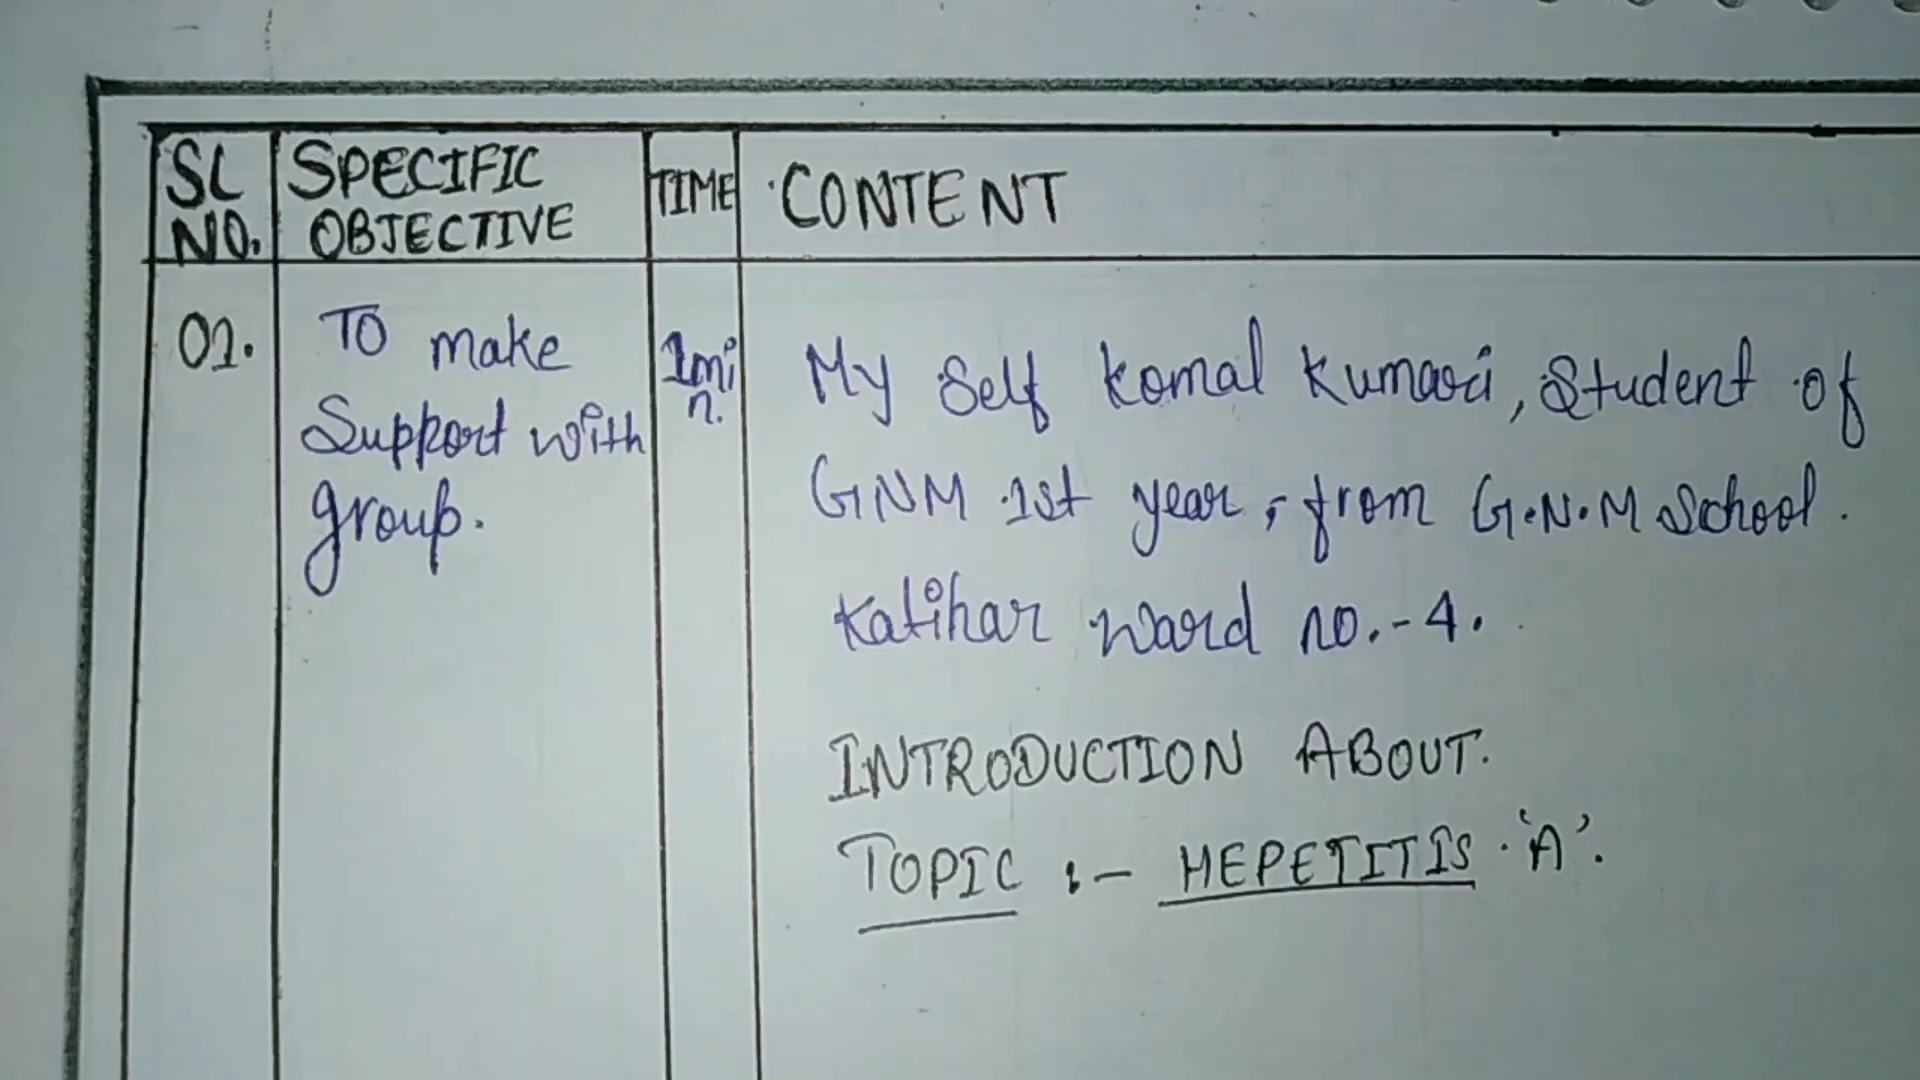 SL NO.
SPECIFIC OBJECTIVE
TIME
CONTENT
01.
TO make
Support with
group.
1mi
n.
My Self Komal Kumari, Student of
GNM 1st year, from G.N.M School.
Katihar Ward no.-4.
INTRODUCTION ABOUT.
TOPIC :- HEPETITIS 'A'.